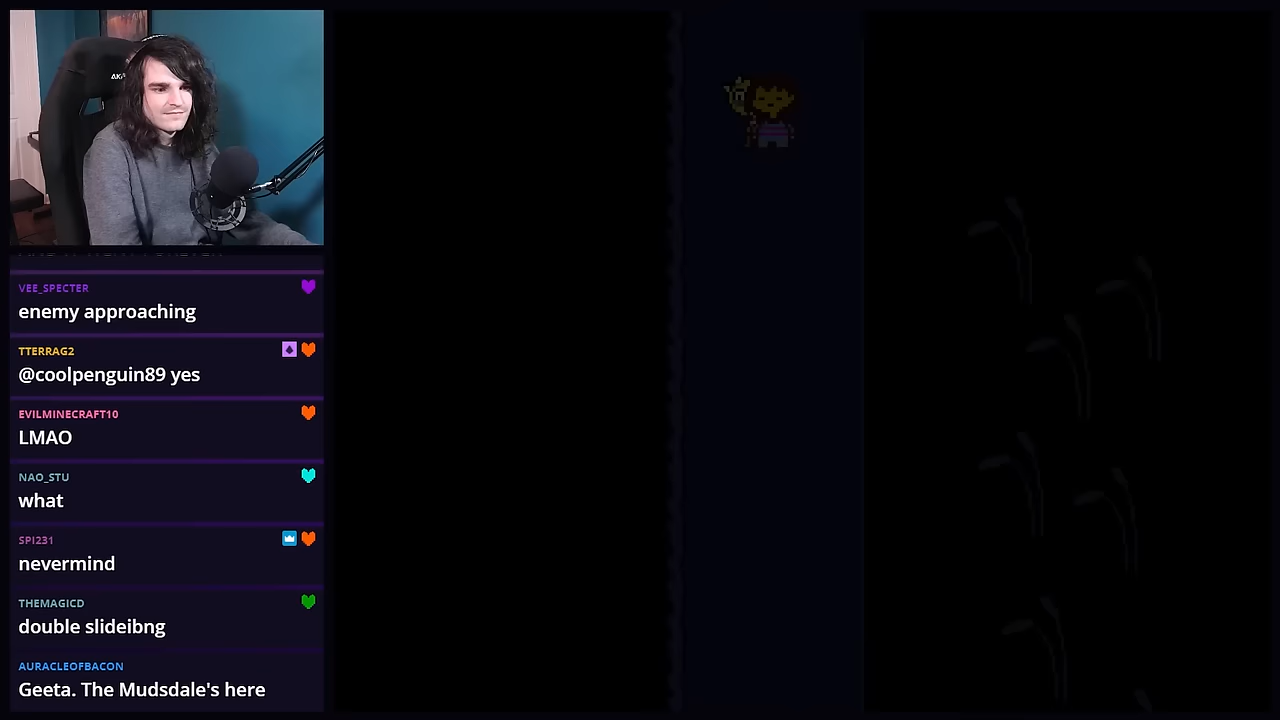 VEE_SPECTER
enemy approaching
TTERRAG2
@coolpenguin89 yes
EVILMINECRAFT10
LMAO
NAO_STU
what
SPI231
nevermind
THEMAGICD
double slideibng
AURACLEOFBACON
Geeta. The Mudsdale's here